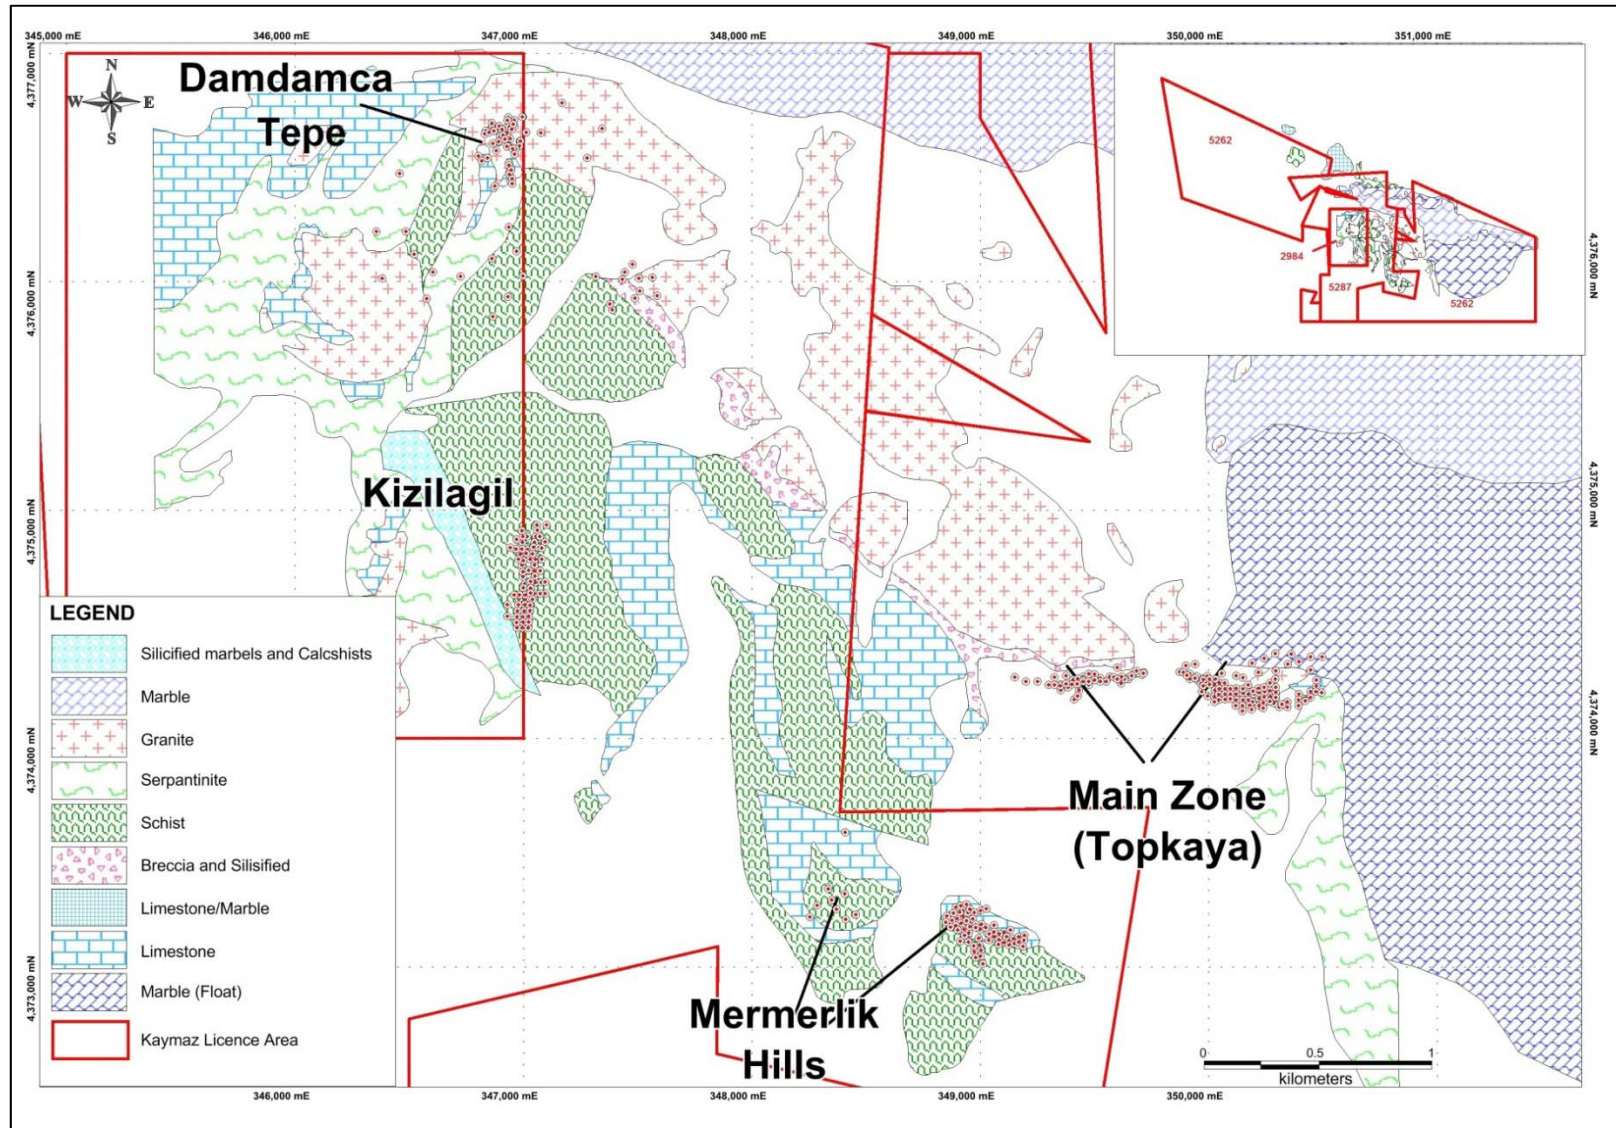 345,000 mE
346,000 mE
347,000 mE
348,000 mE
349,000 mE
350,000 mE
351,000 mE
4,377,000 mN
4,376,000 mN
4,375,000 mN
4,374,000 mN
4,373,000 mN
N
W
E
S
Damdamca
Tepe
Kizilagil
Main Zone
(Topkaya)
Mermerlik
Hills
5262
2984
5287
5262
4,376,000 mN
4,375,000 mN
4,374,000 mN
LEGEND
Silicified marbels and Calcshists
Marble
Granite
Serpantinite
Schist
Breccia and Silisified
Limestone/Marble
Limestone
Marble (Float)
Kaymaz Licence Area
0 0.5 1
kilometers
346,000 mE
347,000 mE
348,000 mE
349,000 mE
350,000 mE